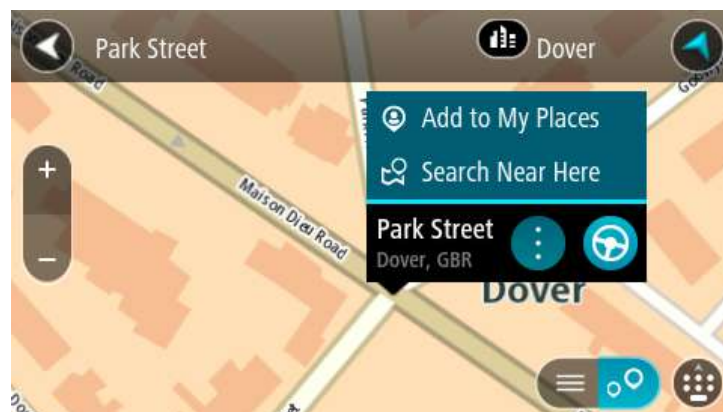 Park Street
Dover
Road
Add to My Places
Search Near Here
Maison Dieu Road
Park Street
Dover, GBR
Dover